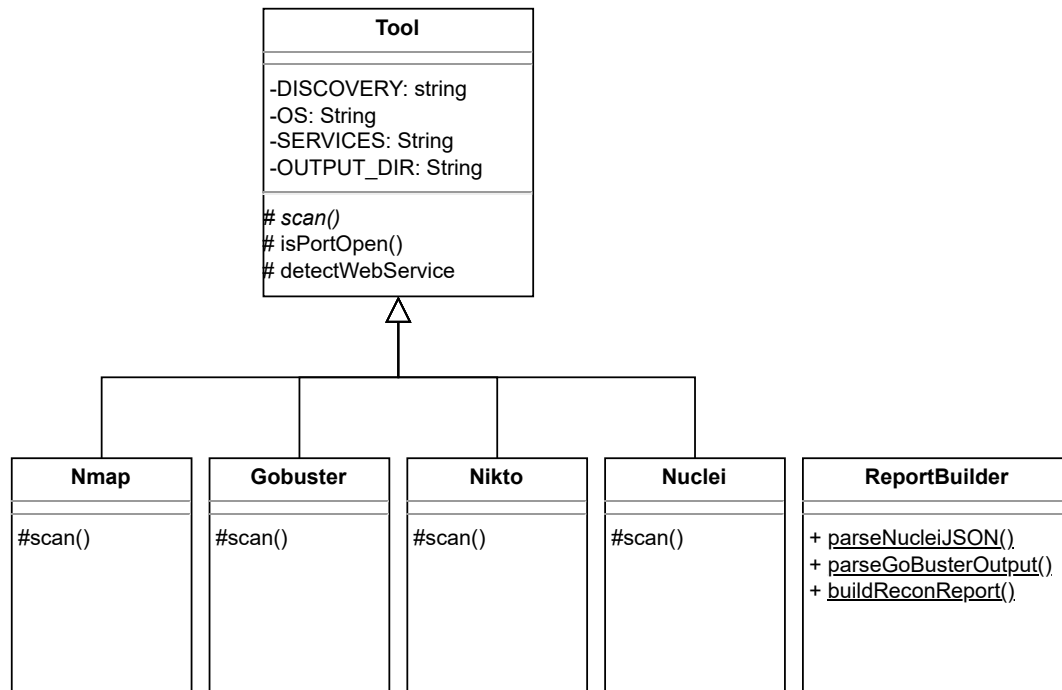 Tool
-DISCOVERY: string
-OS: String
-SERVICES: String
-OUTPUT_DIR: String
# scan()
# isPortOpen()
# detectWebService
Nmap
#scan()
Gobuster
#scan()
Nikto
#scan()
Nuclei
#scan()
ReportBuilder
+ parseNucleiJSON()
+ parseGoBusterOutput()
+ buildReconReport()